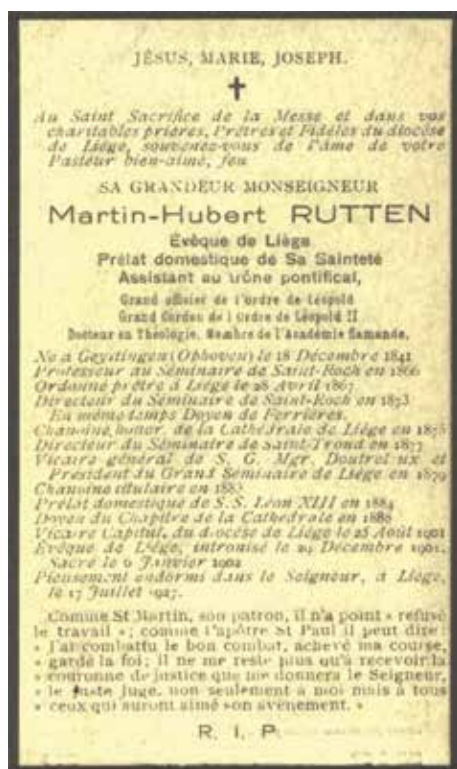 JÉSUS, MARIE, JOSEPH.
Au Saint Sacrifice de la Messe et dans vos
charitables prières, Prêtres et Fidèles du diocèse
de Liége, souvenez-vous de l'âme de votre
Pasteur bien-aimé, feu
SA GRANDEUR MONSEIGNEUR
Martin-Hubert RUTTEN
Évêque de Liège
Prélat domestique de Sa Sainteté
Assistant au trône pontifical,
Grand officier de l'ordre de Léopold
Grand Cordon de l'Ordre de Léopold II
Docteur en Théologie, Membre de l'Académie flamande,
Né à Geystingen (Ophoven) le 18 Décembre 1841
Professeur au Séminaire de Saint-Roch en 1866
Ordonné prêtre à Liége le 28 Avril 1867
Directeur du Séminaire de Saint-Roch en 1873
En même temps Doyen de Ferrières.
Chanoine honor. de la Cathédrale de Liége en 1875
Directeur du Séminaire de Saint-Trond en 1877
Vicaire général de S. G. Mgr. Doutreloux et
Président du Grand Séminaire de Liége en 1879
Chanoine titulaire en 1883
Prélat domestique de S. S. Léon XIII en 1884
Doyen du Chapitre de la Cathédrale en 1888
Vicaire Capitul. du diocèse de Liége le 25 Août 1901
Évêque de Liége, intronisé le 29 Décembre 1901.
Sacré le 6 Janvier 1902
Pieusement endormi dans le Seigneur, à Liége,
le 17 Juillet 1927.
Comme St Martin, son patron, il n'a point « refusé
le travail »; comme l'apôtre St Paul il peut dire:
« J'ai combattu le bon combat, achevé ma course,
« gardé la foi; il ne me reste plus qu'à recevoir la
« couronne de justice que me donnera le Seigneur,
« le juste Juge, non seulement à moi mais à tous
« ceux qui auront aimé son avènement. »
R. I. P.